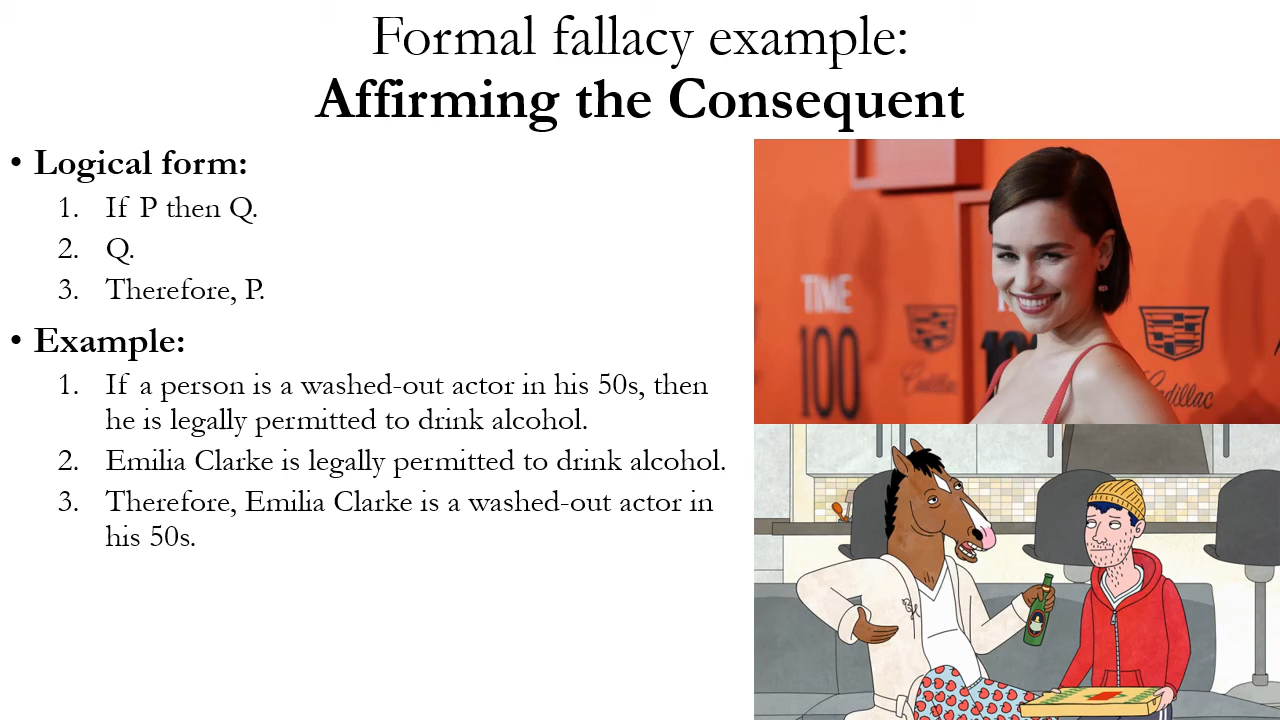 Formal fallacy example:
Affirming the Consequent
• Logical form:
1. If P then Q.
2. Q.
3. Therefore, P.
• Example:
1. If a person is a washed-out actor in his 50s, then
he is legally permitted to drink alcohol.
2. Emilia Clarke is legally permitted to drink alcohol.
3. Therefore, Emilia Clarke is a washed-out actor in
his 50s.
TIME
100
Cadillac